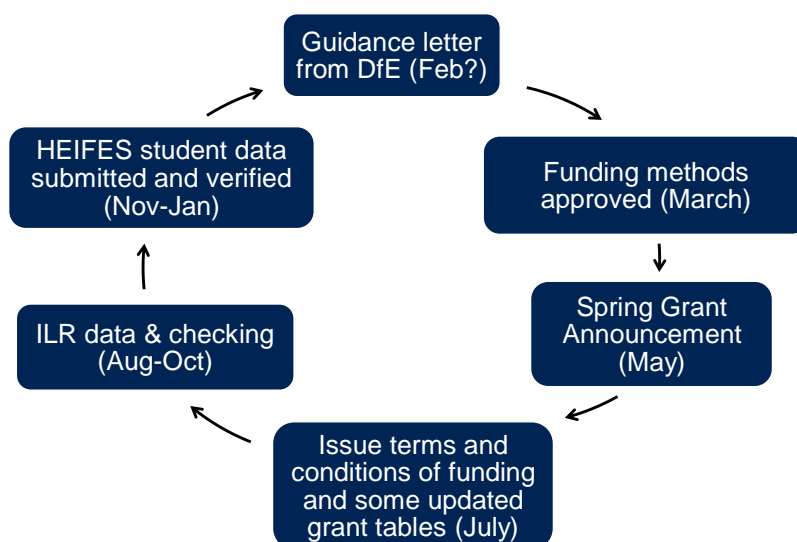 Guidance letter
from DfE (Feb?)
Funding methods
approved (March)
Spring Grant
Announcement
(May)
Issue terms and
conditions of funding
and some updated
grant tables (July)
ILR data & checking
(Aug-Oct)
HEIFES student data
submitted and verified
(Nov-Jan)